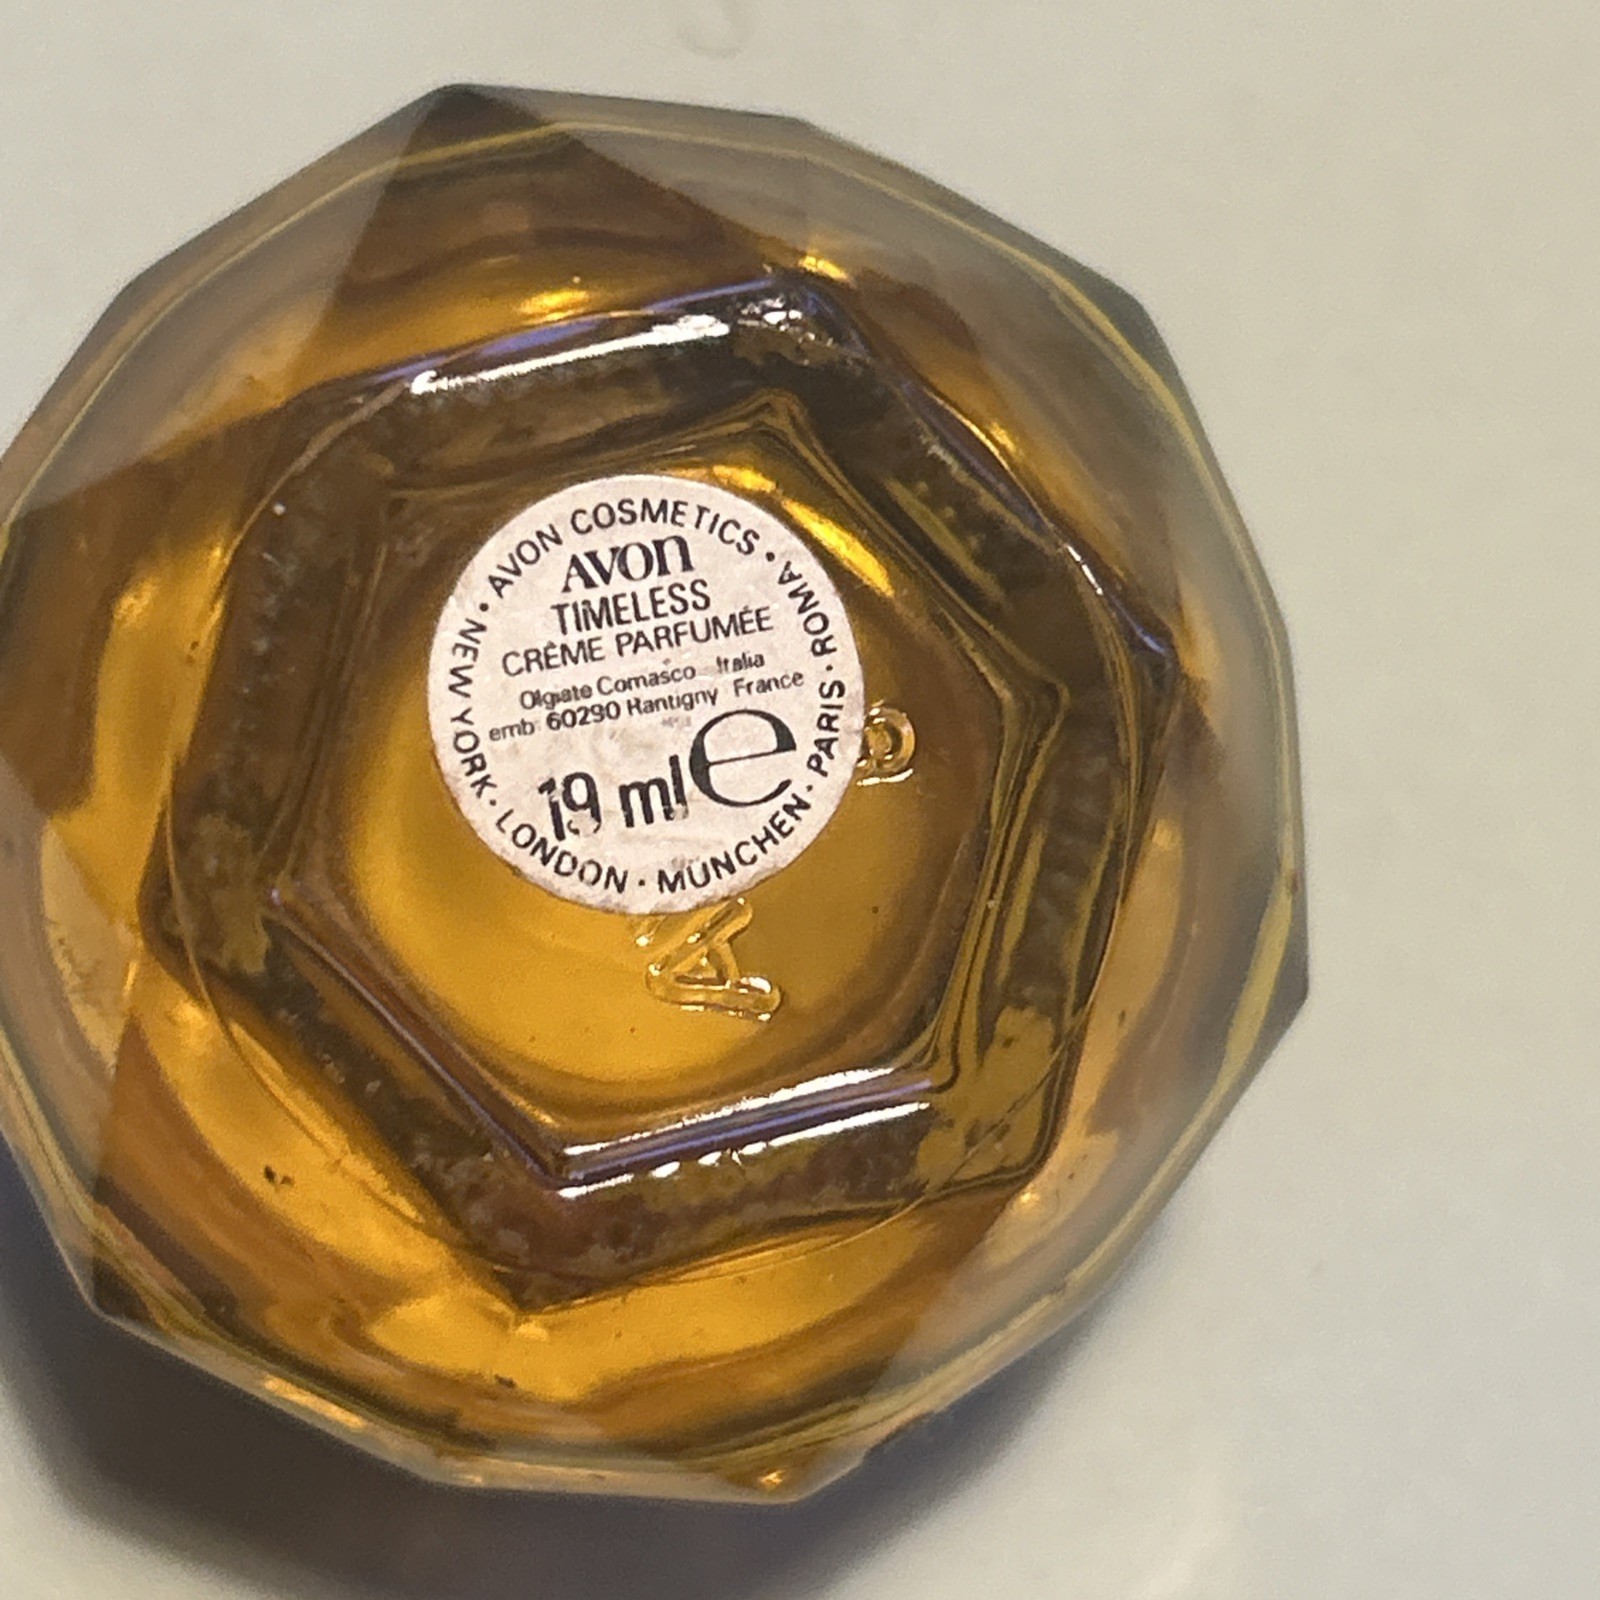 • AVON COSMETICS •
NEW YORK • LONDON • MÜNCHEN • PARIS • ROMA
AVON
TIMELESS
CRÈME PARFUMÉE
Olgiate Comasco Italia
emb 60290 Rantigny France
19 ml e